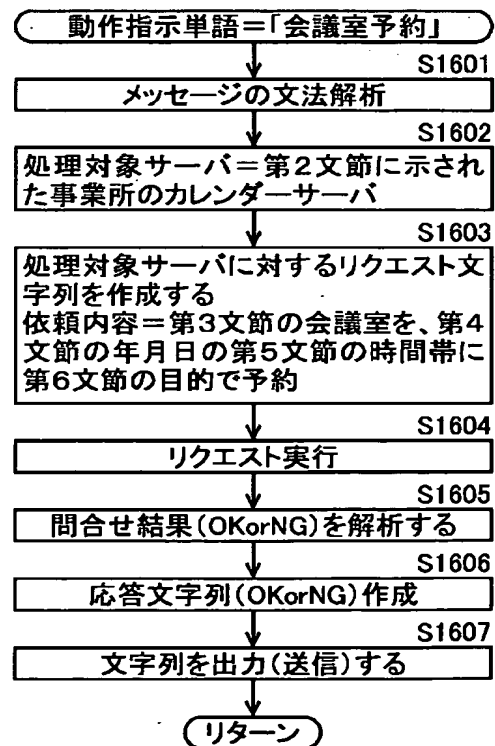 動作指示単語=「会議室予約」
S1601
メッセージの文法解析
S1602
処理対象サーバ=第2文節に示され
た事業所のカレンダーサーバ
S1603
処理対象サーバに対するリクエスト文
字列を作成する
依頼内容=第3文節の会議室を、第4
文節の年月日の第5文節の時間帯に
第6文節の目的で予約
S1604
リクエスト実行
S1605
問合せ結果(OKorNG)を解析する
S1606
応答文字列(OKorNG)作成
S1607
文字列を出力(送信)する
リターン